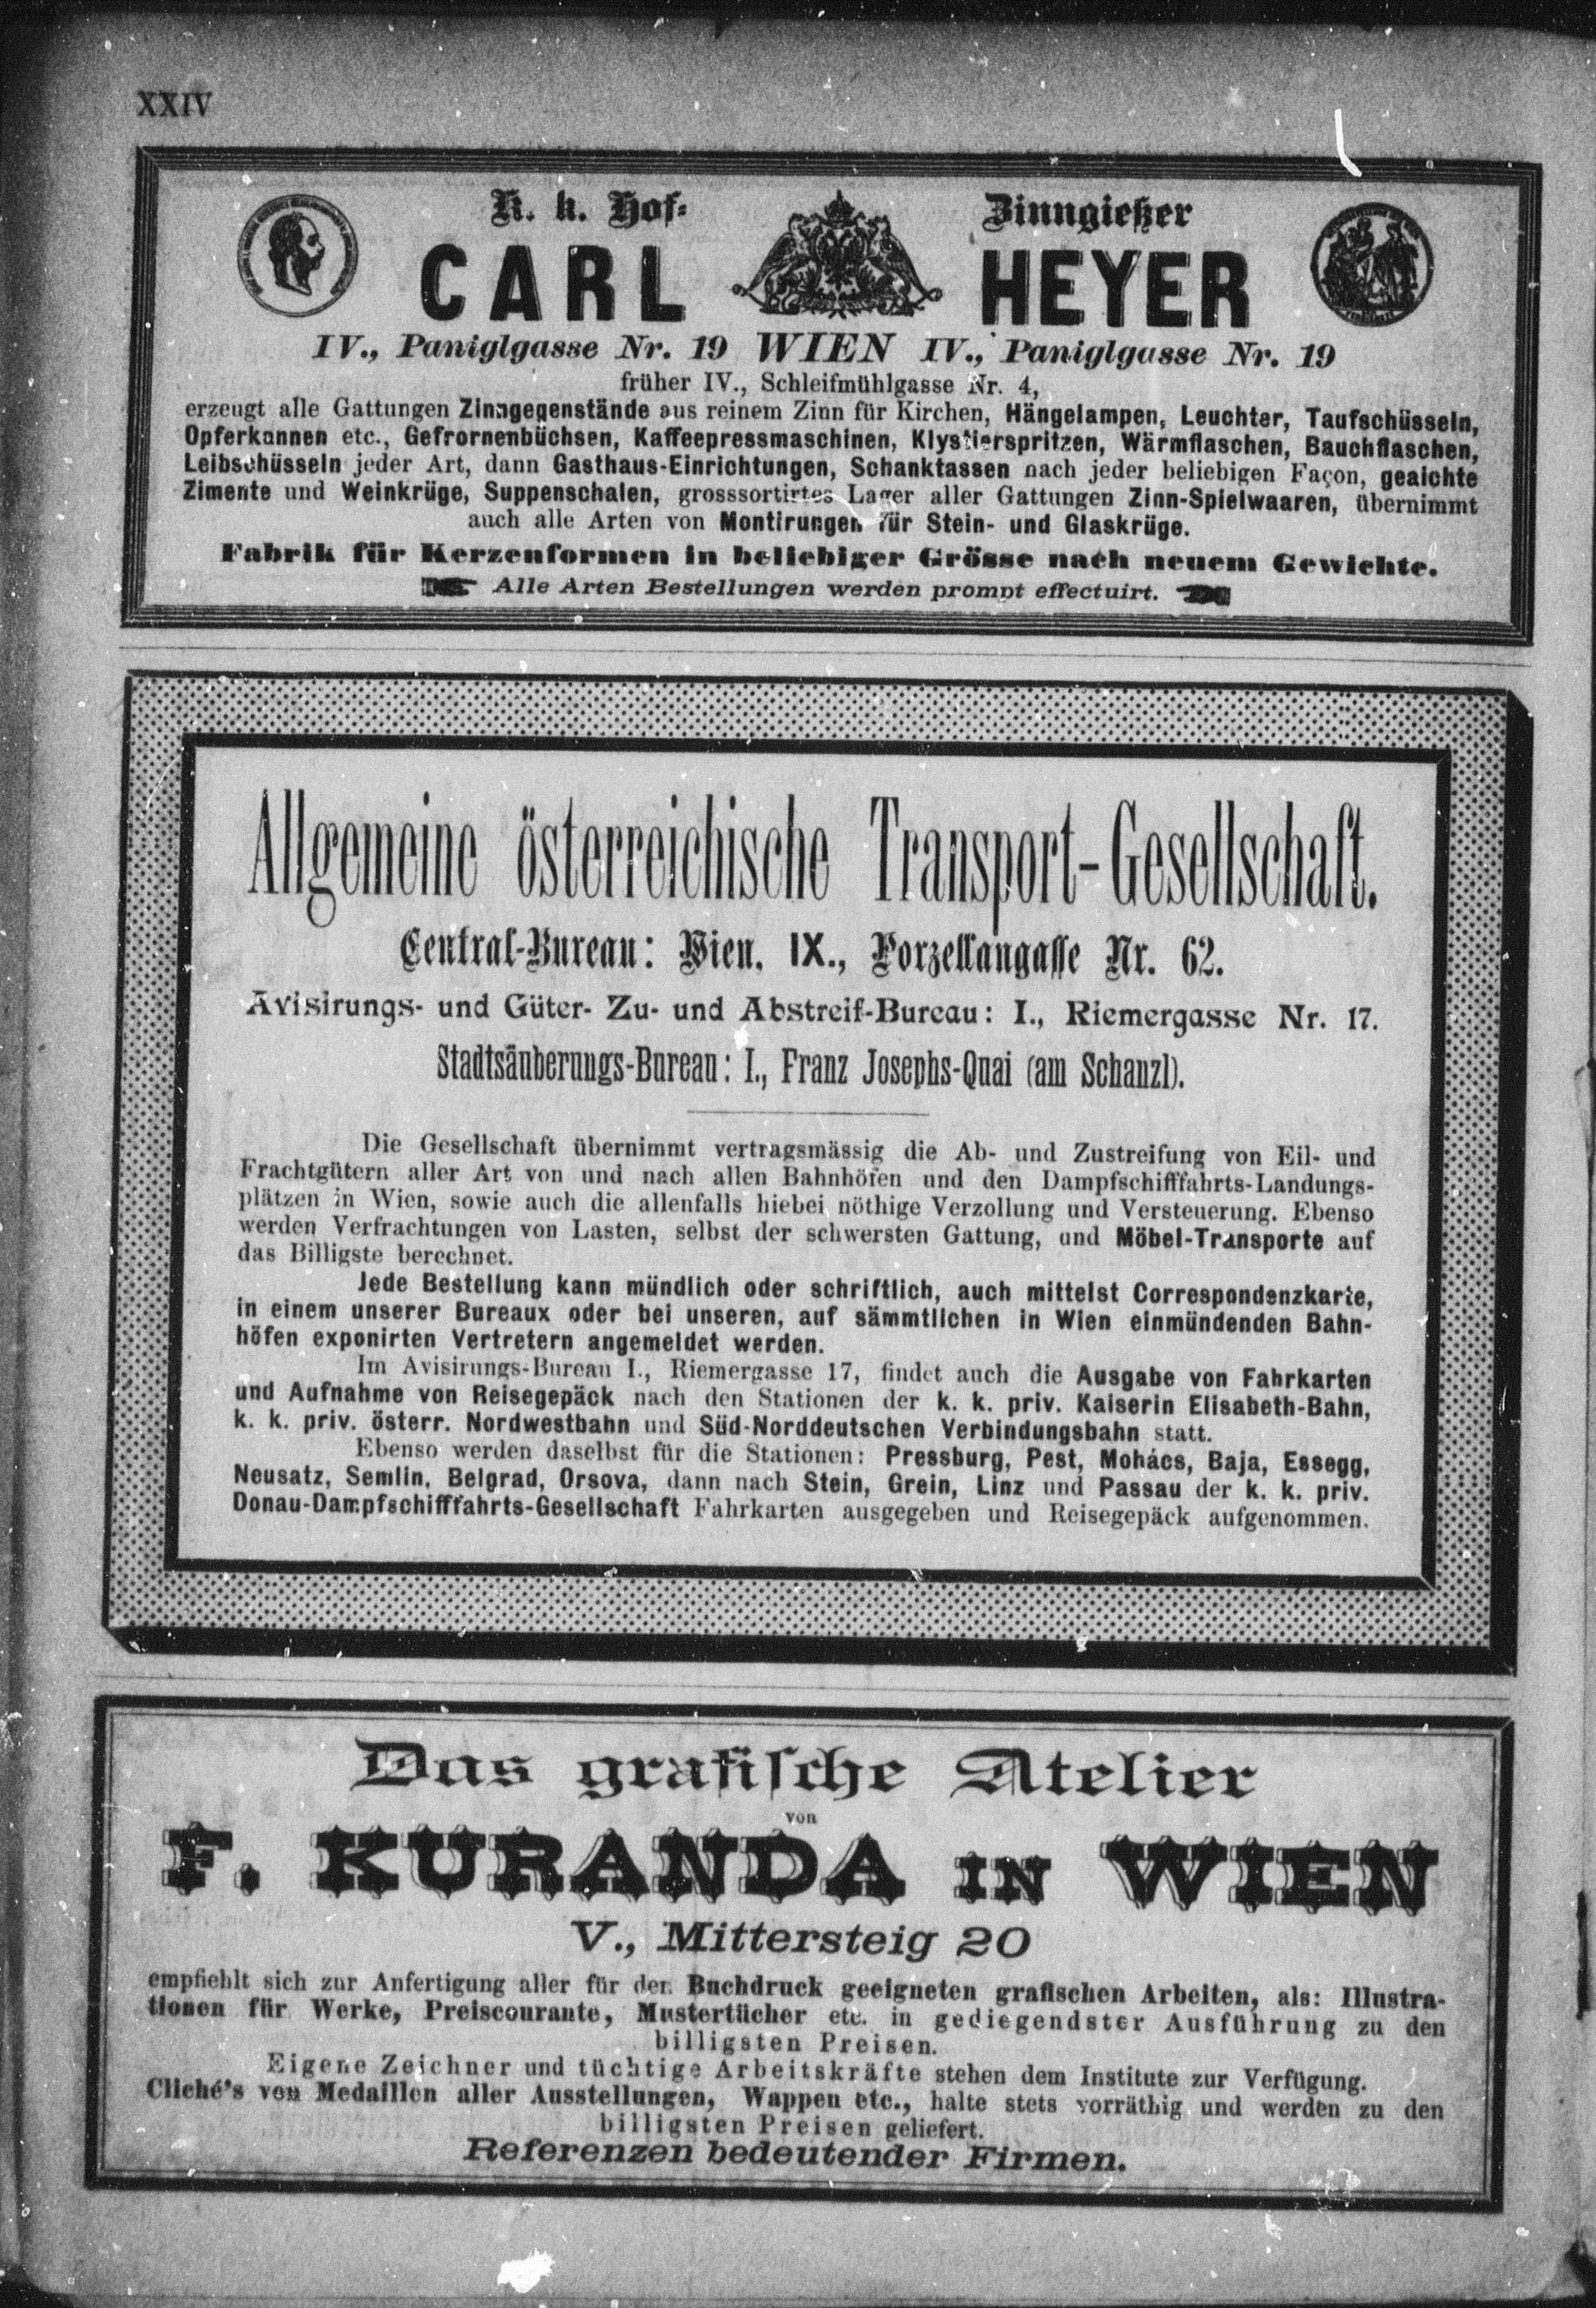 XXIV
K. k. Hof- Zinngießer
CARL HEYER
IV., Paniglgasse Nr. 19 WIEN IV., Paniglgasse Nr. 19
früher IV., Schleifmühlgasse Nr. 4,
erzeugt alle Gattungen Zinngegenstände aus reinem Zinn für Kirchen, Hängelampen, Leuchter, Taufschüsseln,
Opferkannen etc., Gefrornenbüchsen, Kaffeepressmaschinen, Klystierspritzen, Wärmflaschen, Bauchflaschen,
Leibschüsseln jeder Art, dann Gasthaus-Einrichtungen, Schanktassen nach jeder beliebigen Façon, geaichte
Zimente und Weinkrüge, Suppenschalen, grosssortirtes Lager aller Gattungen Zinn-Spielwaaren, übernimmt
auch alle Arten von Montirungen für Stein- und Glaskrüge.
Fabrik für Kerzenformen in beliebiger Grösse nach neuem Gewichte.
Alle Arten Bestellungen werden prompt effectuirt.
Allgemeine österreichische Transport-Gesellschaft.
Central-Bureau: Wien, IX., Porzellangasse Nr. 62.
Avisirungs- und Güter- Zu- und Abstreif-Bureau: I., Riemergasse Nr. 17.
Stadtsäuberungs-Bureau: I., Franz Josephs-Quai (am Schanzl).
Die Gesellschaft übernimmt vertragsmässig die Ab- und Zustreifung von Eil- und
Frachtgütern aller Art von und nach allen Bahnhöfen und den Dampfschifffahrts-Landungs-
plätzen in Wien, sowie auch die allenfalls hiebei nöthige Verzollung und Versteuerung. Ebenso
werden Verfrachtungen von Lasten, selbst der schwersten Gattung, und Möbel-Transporte auf
das Billigste berechnet.
Jede Bestellung kann mündlich oder schriftlich, auch mittelst Correspondenzkarte,
in einem unserer Bureaux oder bei unseren, auf sämmtlichen in Wien einmündenden Bahn-
höfen exponirten Vertretern angemeldet werden.
Im Avisirungs-Bureau I., Riemergasse 17, findet auch die Ausgabe von Fahrkarten
und Aufnahme von Reisegepäck nach den Stationen der k. k. priv. Kaiserin Elisabeth-Bahn,
k. k. priv. österr. Nordwestbahn und Süd-Norddeutschen Verbindungsbahn statt.
Ebenso werden daselbst für die Stationen: Pressburg, Pest, Mohács, Baja, Essegg,
Neusatz, Semlin, Belgrad, Orsova, dann nach Stein, Grein, Linz und Passau der k. k. priv.
Donau-Dampfschifffahrts-Gesellschaft Fahrkarten ausgegeben und Reisegepäck aufgenommen.
Das grafische Atelier
von
F. KURANDA IN WIEN
V., Mittersteig 20
empfiehlt sich zur Anfertigung aller für den Buchdruck geeigneten grafischen Arbeiten, als: Illustra-
tionen für Werke, Preiscourante, Mustertücher etc. in gediegendster Ausführung zu den
billigsten Preisen.
Eigene Zeichner und tüchtige Arbeitskräfte stehen dem Institute zur Verfügung.
Cliché's von Medaillen aller Ausstellungen, Wappen etc., halte stets vorräthig und werden zu den
billigsten Preisen geliefert.
Referenzen bedeutender Firmen.